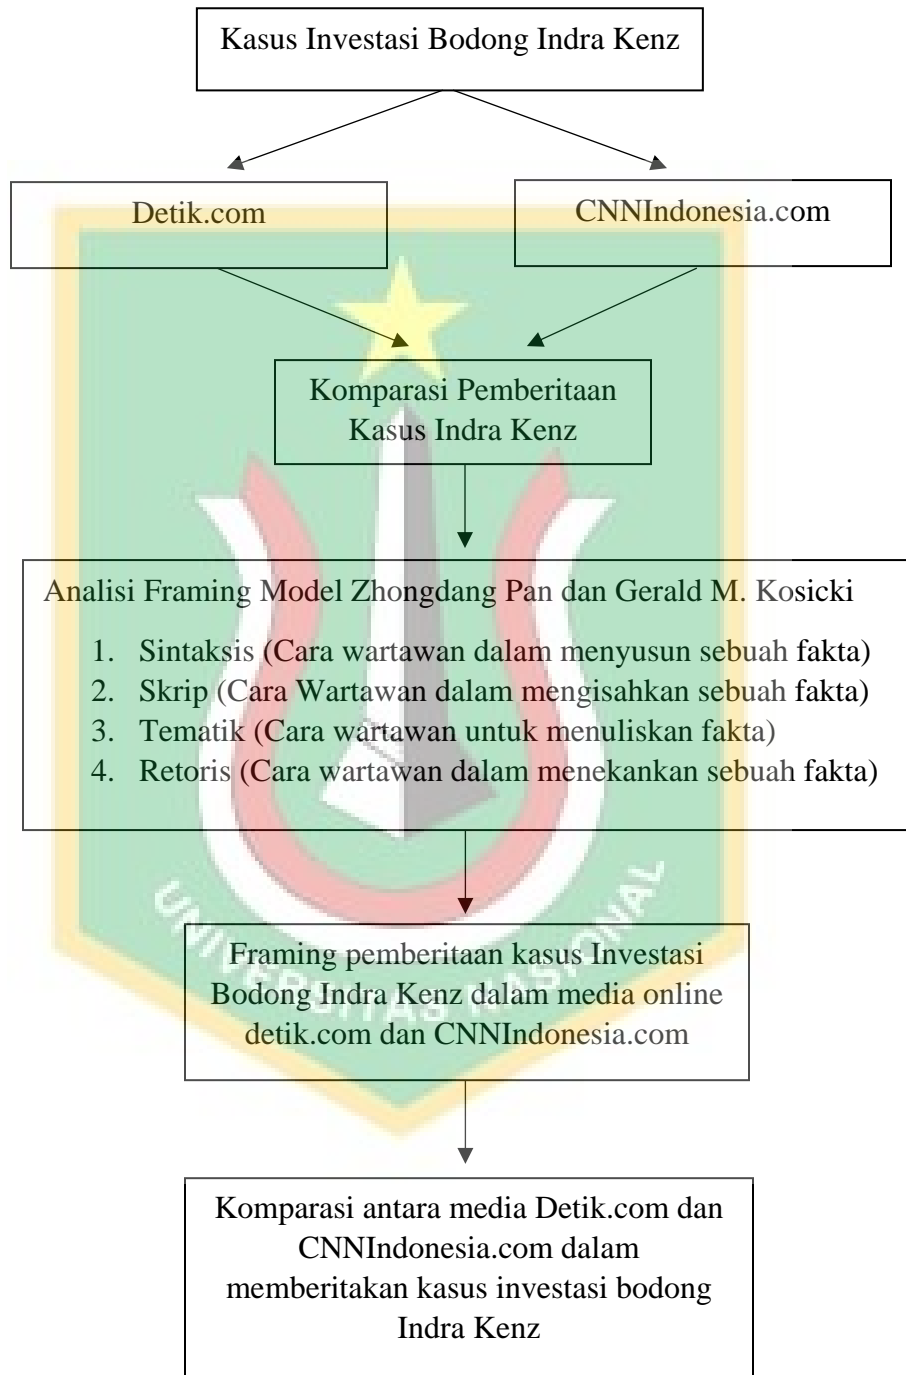 Kasus Investasi Bodong Indra Kenz
Detik.com
CNNIndonesia.com
Komparasi Pemberitaan
Kasus Indra Kenz
Analisi Framing Model Zhongdang Pan dan Gerald M. Kosicki
1. Sintaksis (Cara wartawan dalam menyusun sebuah fakta)
2. Skrip (Cara Wartawan dalam mengisahkan sebuah fakta)
3. Tematik (Cara wartawan untuk menuliskan fakta)
4. Retoris (Cara wartawan dalam menekankan sebuah fakta)
UNIVERSITAS NASIONAL
Framing pemberitaan kasus Investasi
Bodong Indra Kenz dalam media online
detik.com dan CNNIndonesia.com
Komparasi antara media Detik.com dan
CNNIndonesia.com dalam
memberitakan kasus investasi bodong
Indra Kenz